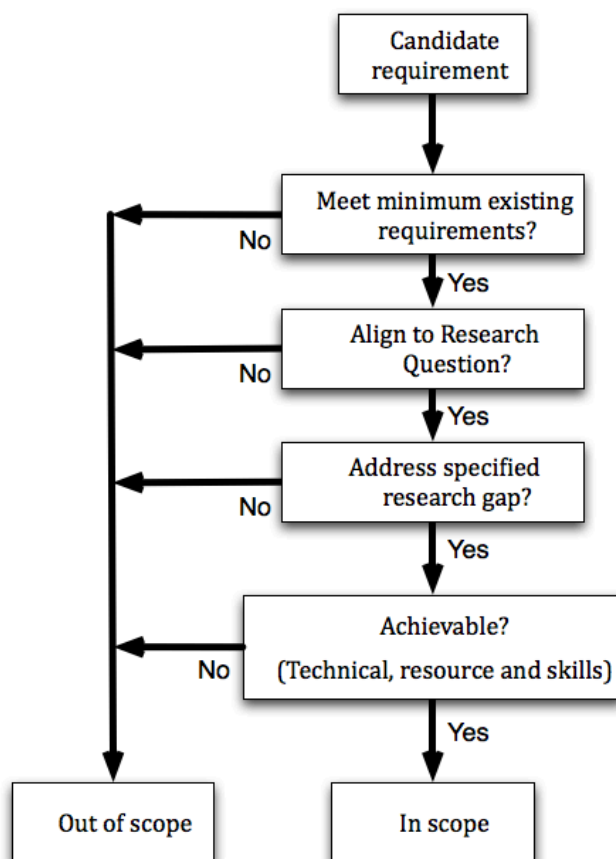 Candidate
requirement
Meet minimum existing
requirements?
No
Yes
Align to Research
Question?
No
Yes
Address specified
research gap?
No
Yes
Achievable?
(Technical, resource and skills)
No
Yes
Out of scope
In scope